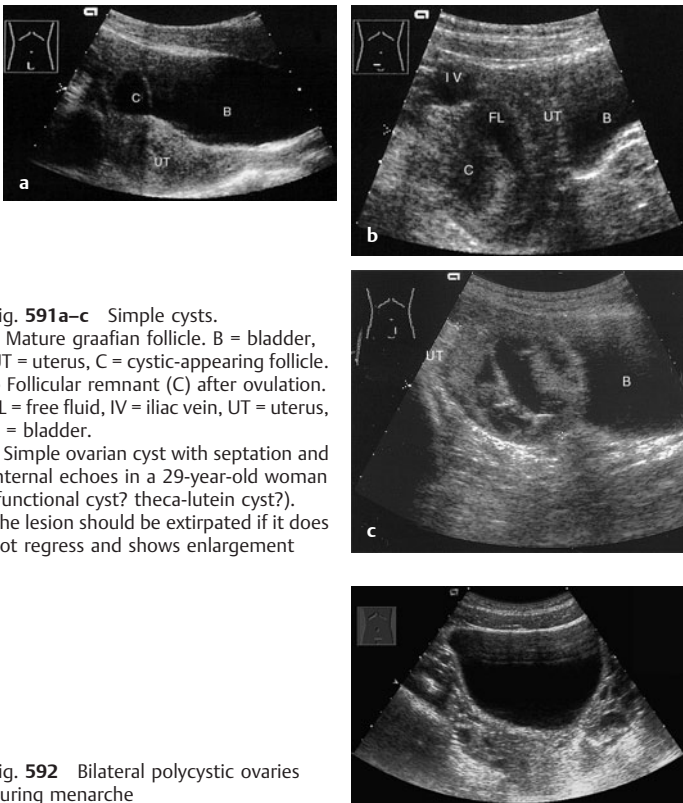 C
B
UT
a
IV
FL
UT
B
C
b
ig. 591a–c Simple cysts.
Mature graafian follicle. B = bladder,
UT = uterus, C = cystic-appearing follicle.
Follicular remnant (C) after ovulation.
L = free fluid, IV = iliac vein, UT = uterus,
= bladder.
Simple ovarian cyst with septation and
nternal echoes in a 29-year-old woman
functional cyst? theca-lutein cyst?).
he lesion should be extirpated if it does
ot regress and shows enlargement
UT
B
c
ig. 592 Bilateral polycystic ovaries
uring menarche